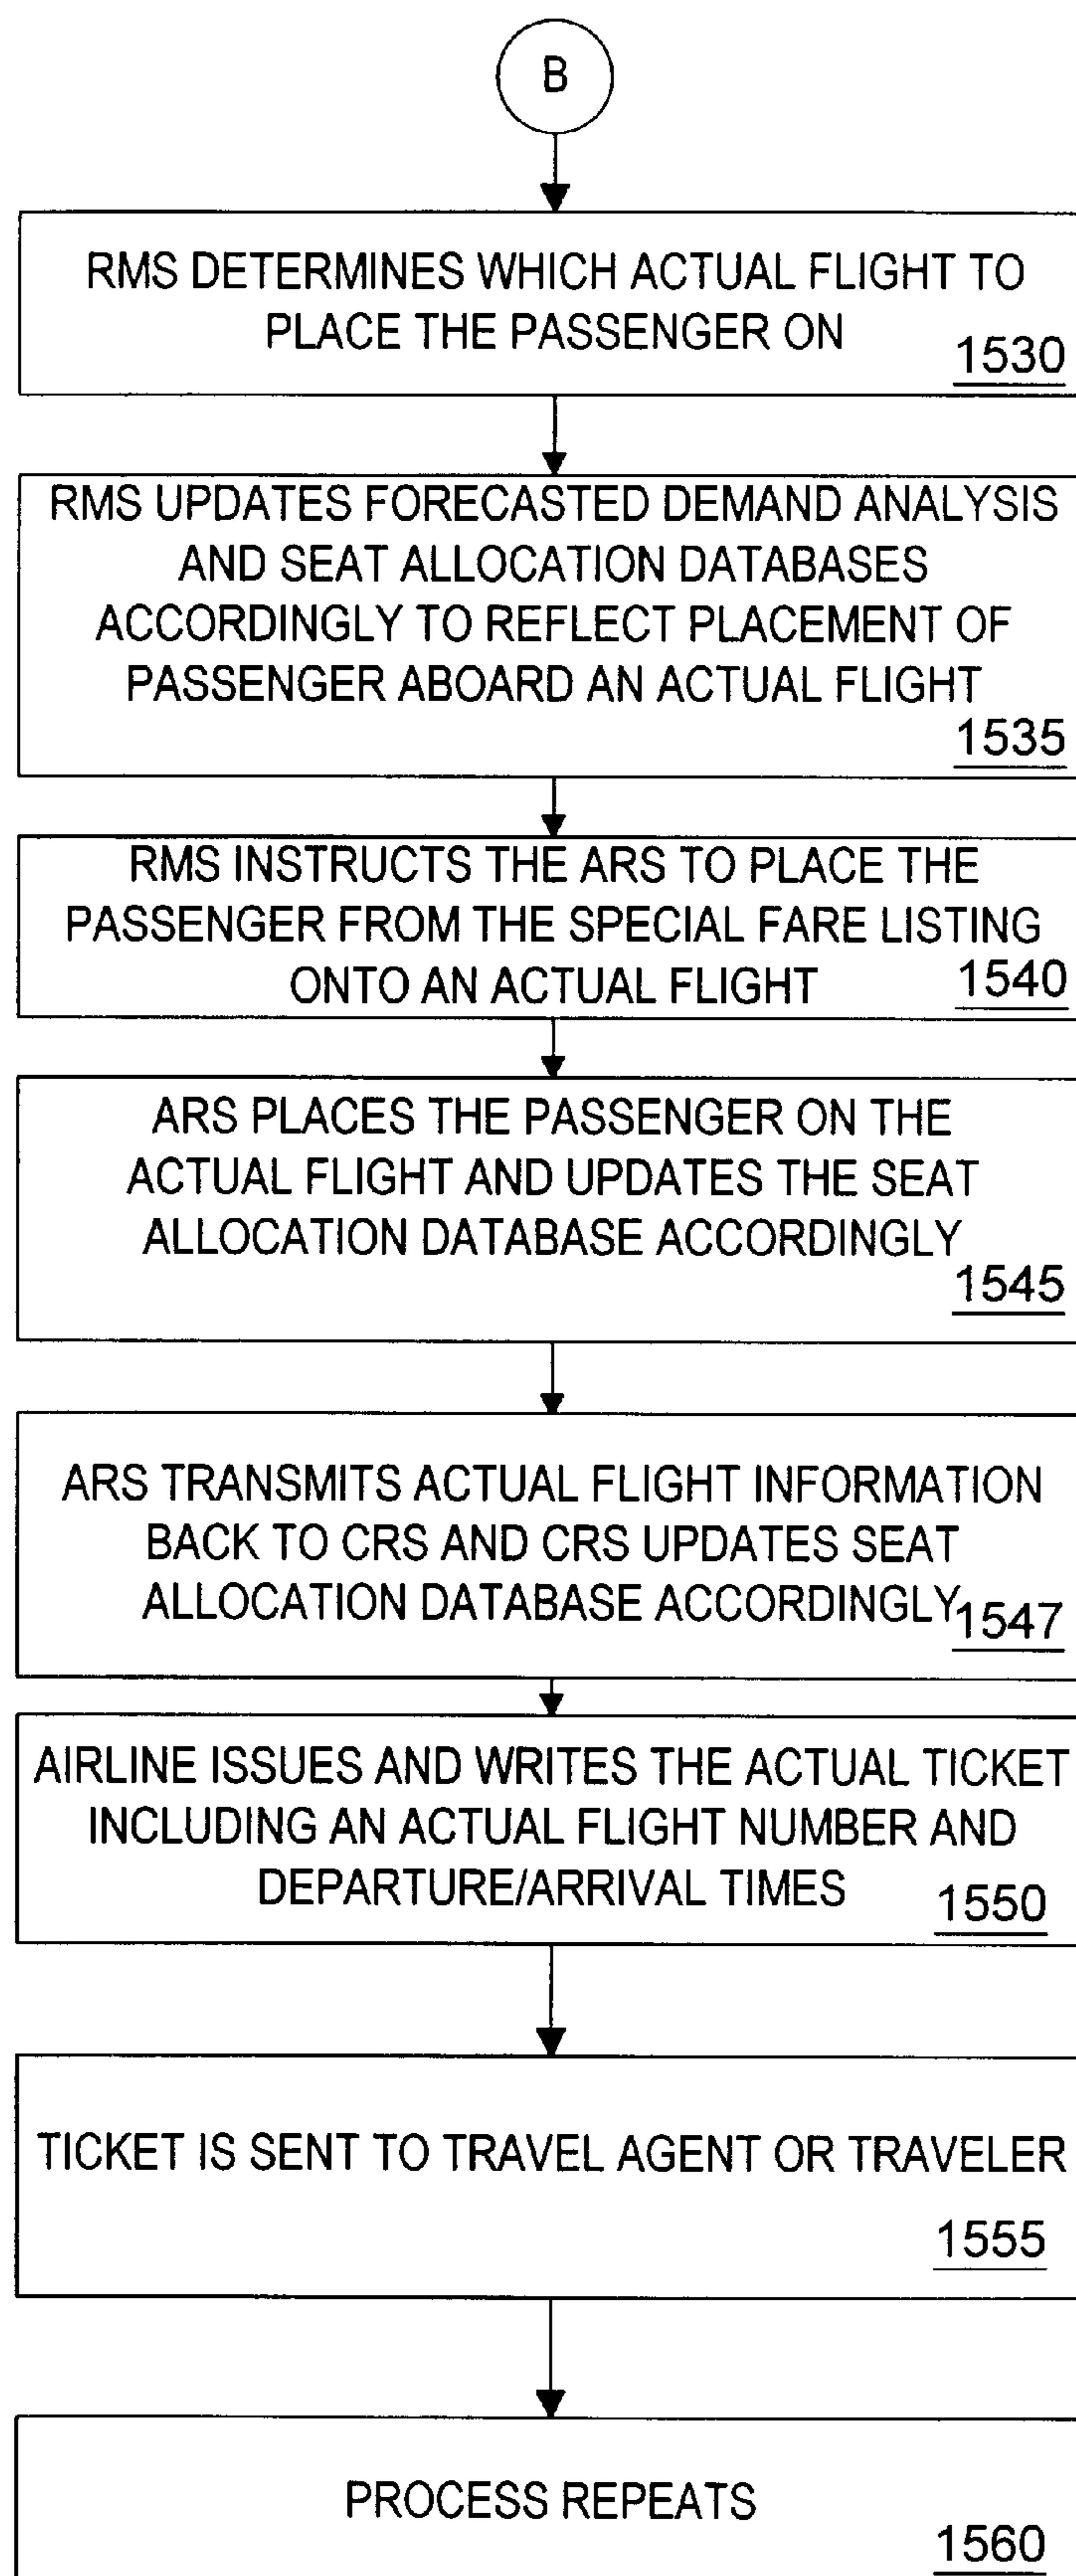 B
RMS DETERMINES WHICH ACTUAL FLIGHT TO
PLACE THE PASSENGER ON
1530
RMS UPDATES FORECASTED DEMAND ANALYSIS
AND SEAT ALLOCATION DATABASES
ACCORDINGLY TO REFLECT PLACEMENT OF
PASSENGER ABOARD AN ACTUAL FLIGHT
1535
RMS INSTRUCTS THE ARS TO PLACE THE
PASSENGER FROM THE SPECIAL FARE LISTING
ONTO AN ACTUAL FLIGHT 1540
ARS PLACES THE PASSENGER ON THE
ACTUAL FLIGHT AND UPDATES THE SEAT
ALLOCATION DATABASE ACCORDINGLY
1545
ARS TRANSMITS ACTUAL FLIGHT INFORMATION
BACK TO CRS AND CRS UPDATES SEAT
ALLOCATION DATABASE ACCORDINGLY 1547
AIRLINE ISSUES AND WRITES THE ACTUAL TICKET
INCLUDING AN ACTUAL FLIGHT NUMBER AND
DEPARTURE/ARRIVAL TIMES 1550
TICKET IS SENT TO TRAVEL AGENT OR TRAVELER
1555
PROCESS REPEATS
1560